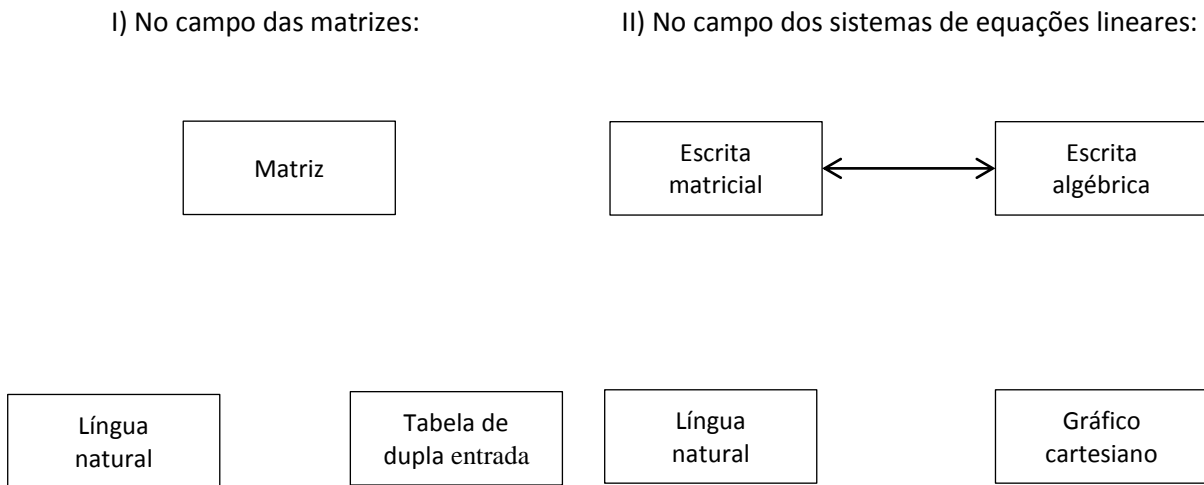 I) No campo das matrizes:
II) No campo dos sistemas de equações lineares:
Matriz
Escrita
matricial
Escrita
algébrica
Língua
natural
Tabela de
dupla entrada
Língua
natural
Gráfico
cartesiano